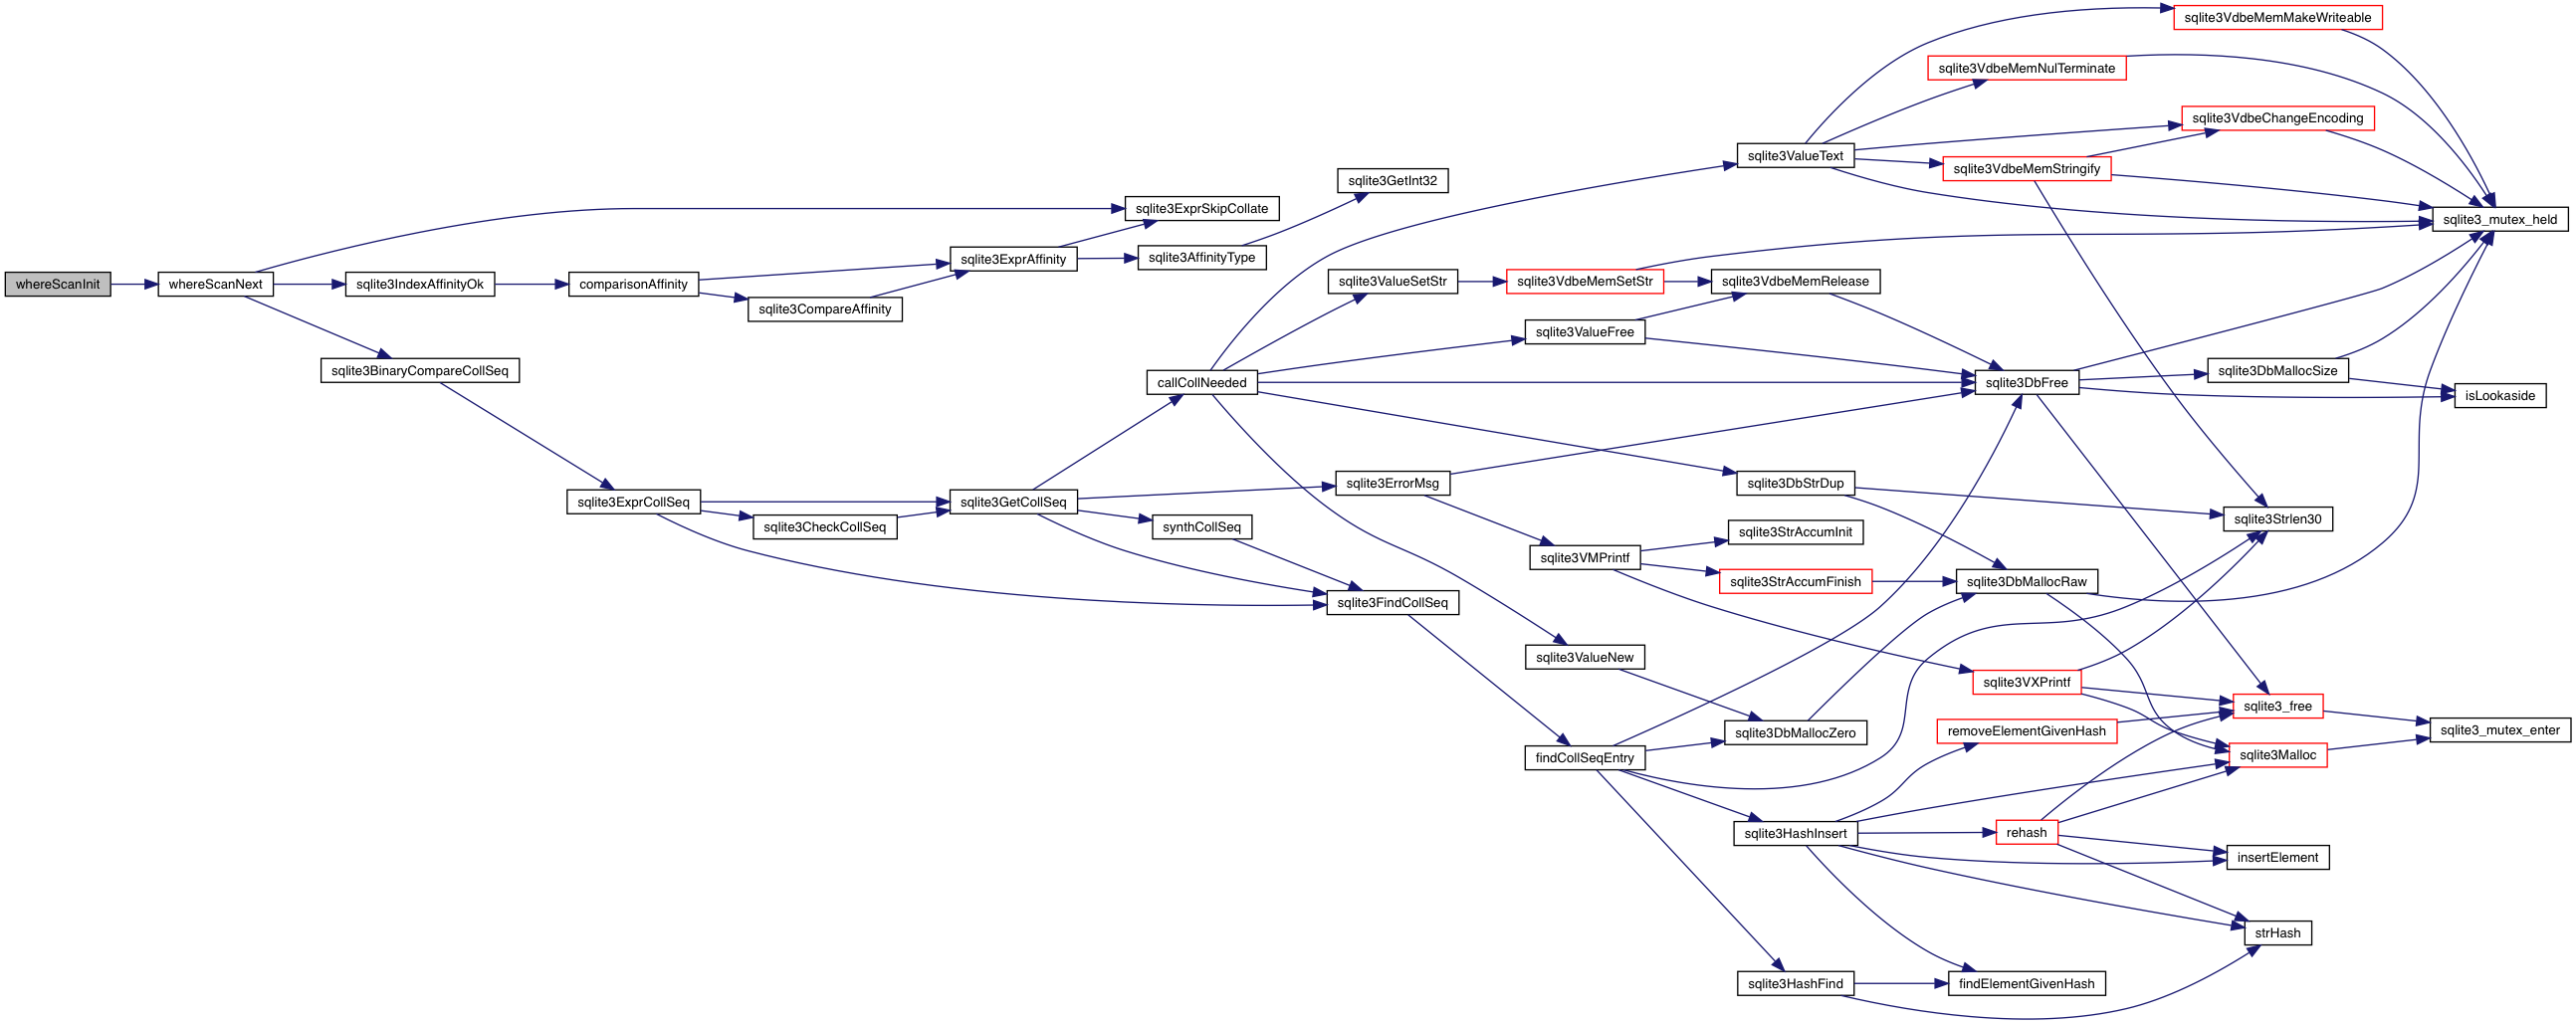 whereScanInit
whereScanNext
sqlite3ExprSkipCollate
sqlite3IndexAffinityOk
sqlite3BinaryCompareCollSeq
comparisonAffinity
sqlite3CompareAffinity
sqlite3ExprAffinity
sqlite3AffinityType
sqlite3GetInt32
sqlite3ExprCollSeq
sqlite3CheckCollSeq
sqlite3GetCollSeq
callCollNeeded
sqlite3ErrorMsg
synthCollSeq
sqlite3FindCollSeq
sqlite3ValueText
sqlite3ValueSetStr
sqlite3ValueFree
sqlite3DbStrDup
sqlite3ValueNew
sqlite3VMPrintf
findCollSeqEntry
sqlite3VdbeMemMakeWriteable
sqlite3VdbeMemNulTerminate
sqlite3VdbeChangeEncoding
sqlite3VdbeMemStringify
sqlite3_mutex_held
sqlite3VdbeMemSetStr
sqlite3VdbeMemRelease
sqlite3DbFree
sqlite3DbMallocSize
isLookaside
sqlite3Strlen30
sqlite3StrAccumInit
sqlite3StrAccumFinish
sqlite3DbMallocRaw
sqlite3VXPrintf
sqlite3DbMallocZero
removeElementGivenHash
sqlite3_free
sqlite3_mutex_enter
sqlite3Malloc
sqlite3HashInsert
rehash
insertElement
strHash
sqlite3HashFind
findElementGivenHash